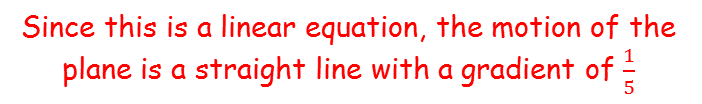 Since this is a linear equation, the motion of the
plane is a straight line with a gradient of 1/5